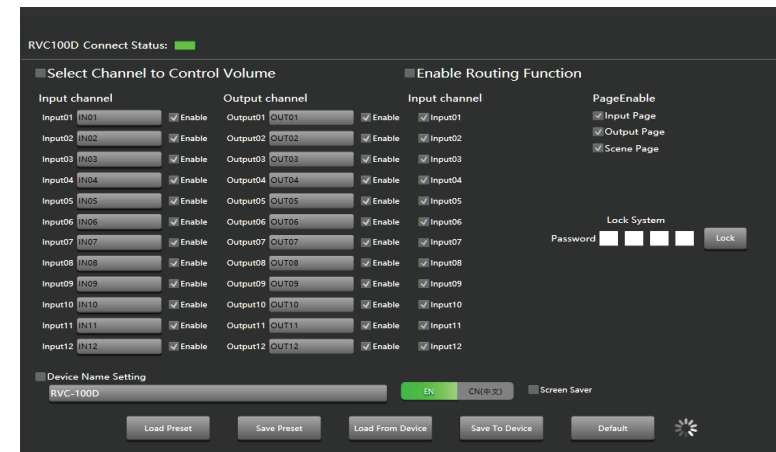 RVC100D Connect Status:
Select Channel to Control Volume Enable Routing Function
Input channel Output channel Input channel PageEnable
Input01 IN01 Enable Output01 OUT01 Enable Input01 Input Page
Output Page
Input02 IN02 Enable Output02 OUT02 Enable Input02
Scene Page
Input03 IN03 Enable Output03 OUT03 Enable Input03
Input04 IN04 Enable Output04 OUT04 Enable Input04
Input05 IN05 Enable Output05 OUT05 Enable Input05
Input06 IN06 Enable Output06 OUT06 Enable Input06 Lock System
Input07 IN07 Enable Output07 OUT07 Enable Input07 Password Lock
Input08 IN08 Enable Output08 OUT08 Enable Input08
Input09 IN09 Enable Output09 OUT09 Enable Input09
Input10 IN10 Enable Output10 OUT10 Enable Input10
Input11 IN11 Enable Output11 OUT11 Enable Input11
Input12 IN12 Enable Output12 OUT12 Enable Input12
Device Name Setting
RVC-100D EN CN(中文) Screen Saver
Load Preset Save Preset Load From Device Save To Device Default